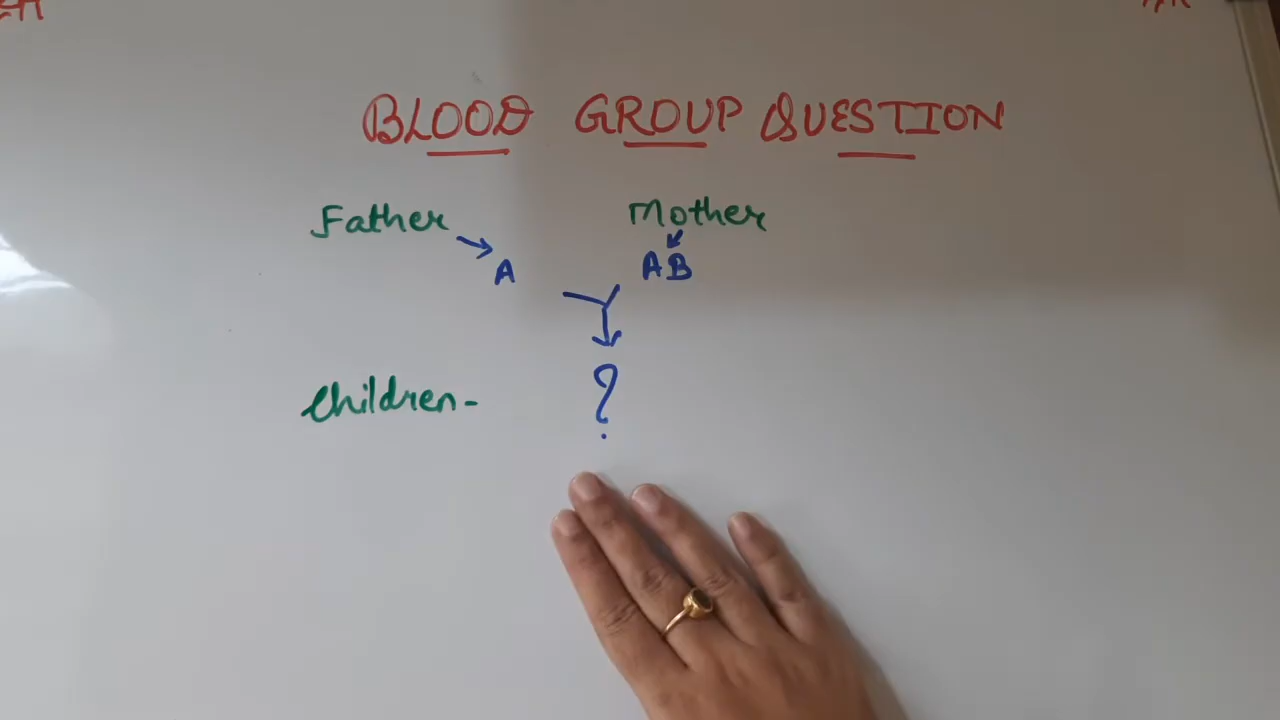 BLOOD GROUP QUESTION
Father Mother
A AB
?
Children-